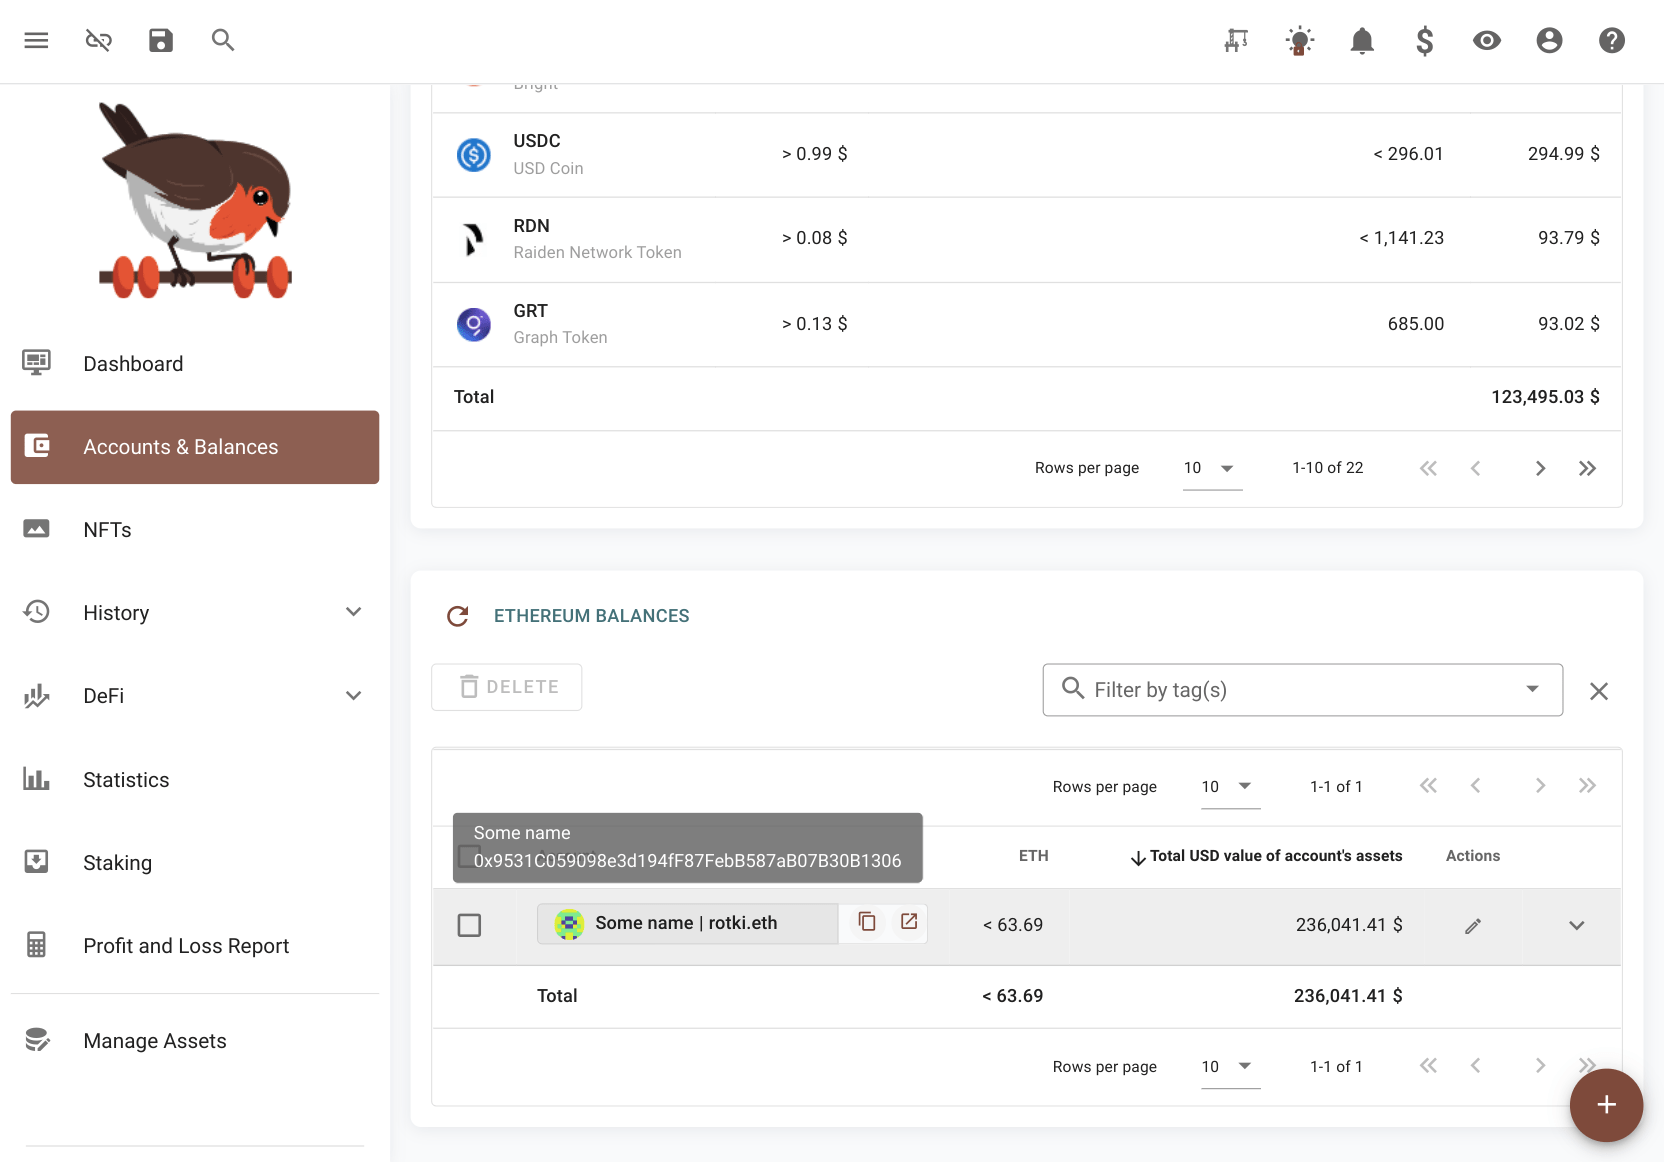 Bright
USDC
USD Coin
> 0.99 $
< 296.01
294.99 $
RDN
Raiden Network Token
> 0.08 $
< 1,141.23
93.79 $
GRT
Graph Token
> 0.13 $
685.00
93.02 $
Total
123,495.03 $
Rows per page
10
1-10 of 22
Dashboard
Accounts & Balances
NFTs
History
DeFi
Statistics
Staking
Profit and Loss Report
Manage Assets
ETHEREUM BALANCES
DELETE
Filter by tag(s)
Rows per page
10
1-1 of 1
Some name
0x9531C059098e3d194fF87FebB587aB07B30B1306
ETH
Total USD value of account's assets
Actions
Some name | rotki.eth
< 63.69
236,041.41 $
Total
< 63.69
236,041.41 $
Rows per page
10
1-1 of 1